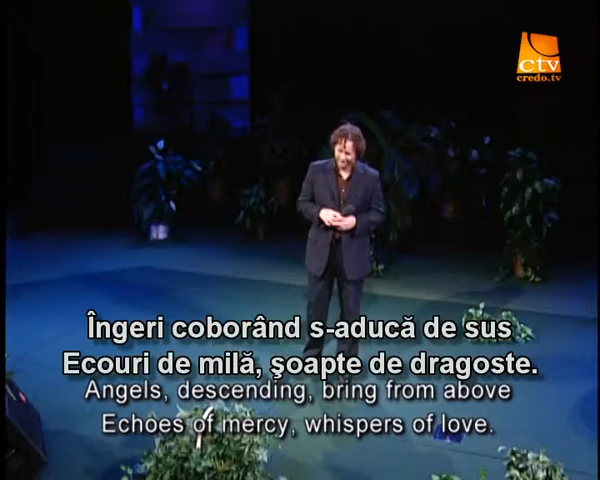 ctv
credo.tv
Îngeri coborând s-aducă de sus
Ecouri de milă, şoapte de dragoste.
Angels, descending, bring from above
Echoes of mercy, whispers of love.